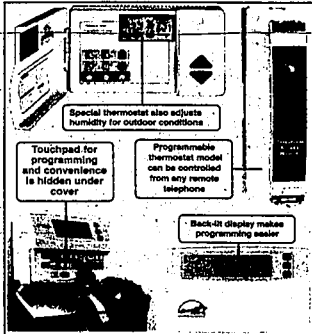 Special thermostat also adjusts
humidity for outdoor conditions
Touchpad for
programming
and convenience
is hidden under
cover
Programmable
thermostat model
can be controlled
from any remote
telephone
Back-lit display makes
programming easier